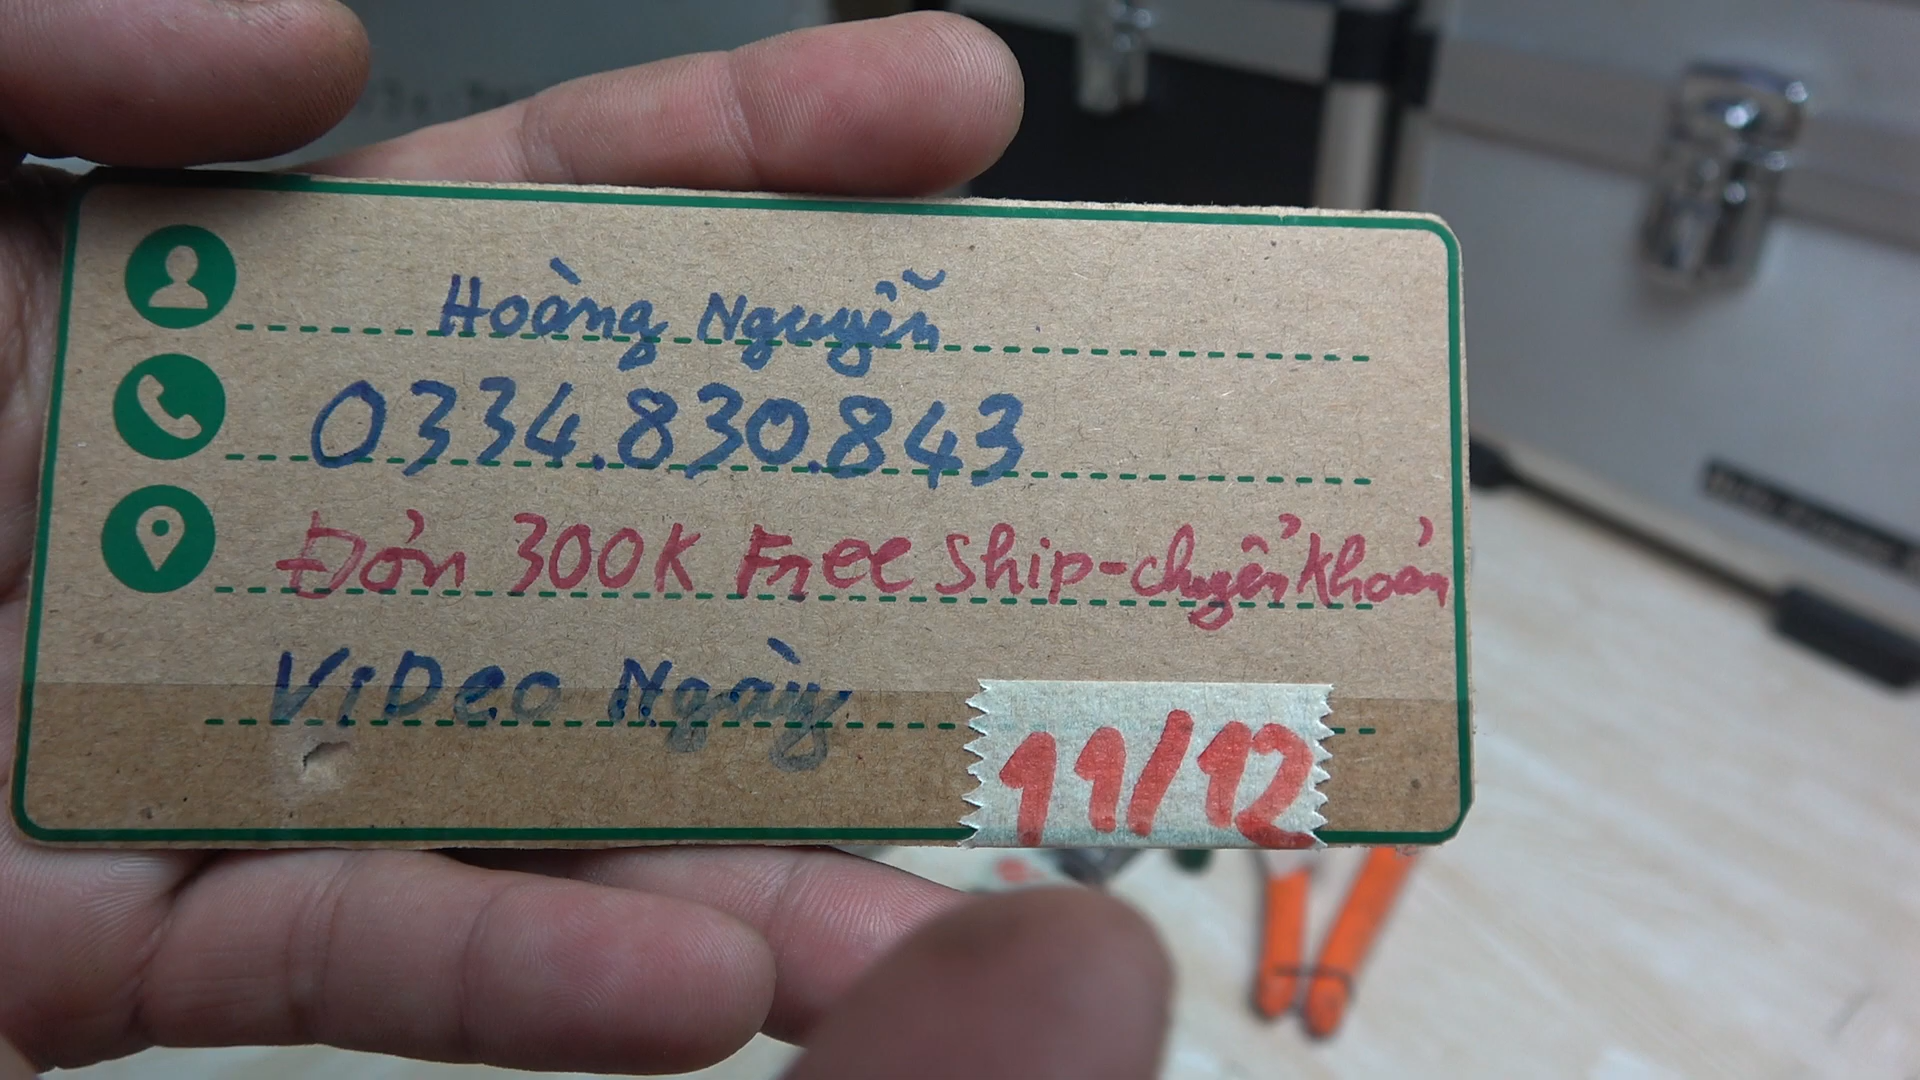 Hoàng Nguyễn
0334.830.843
Đơn 300K Free Ship-chuyển khoản
ViDeo Ngày 11/12